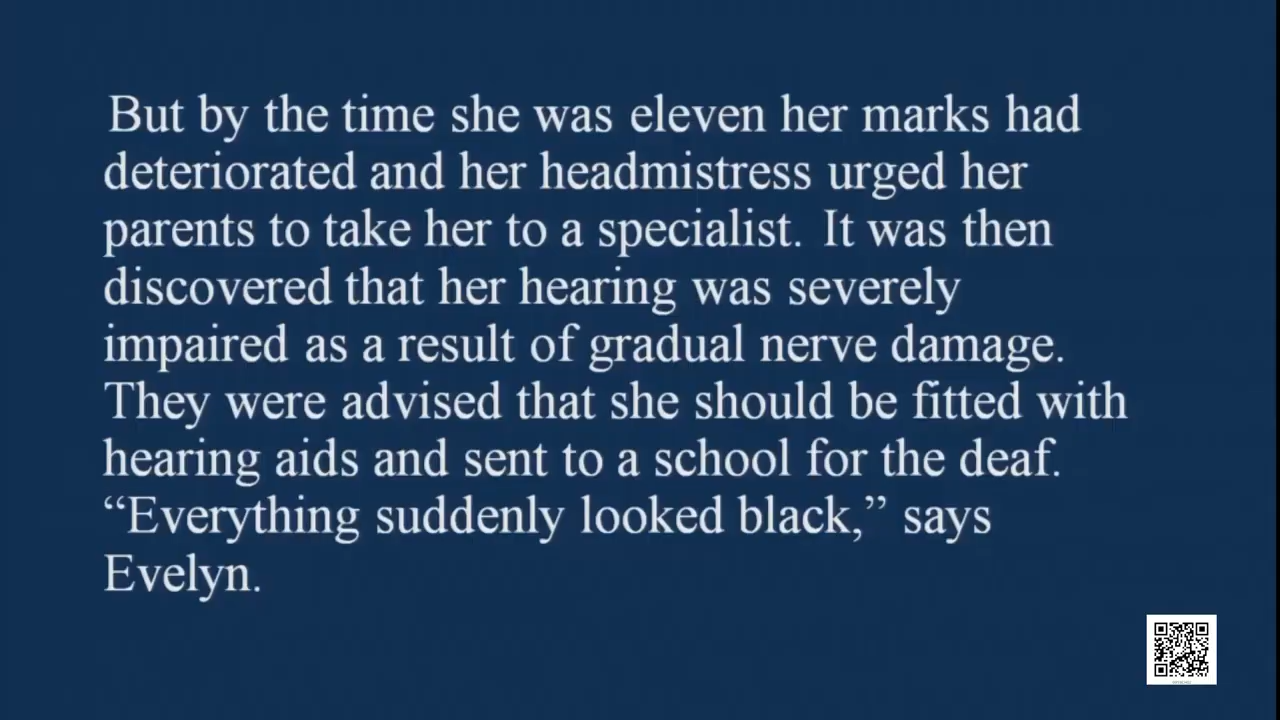 But by the time she was eleven her marks had
deteriorated and her headmistress urged her
parents to take her to a specialist. It was then
discovered that her hearing was severely
impaired as a result of gradual nerve damage.
They were advised that she should be fitted with
hearing aids and sent to a school for the deaf.
“Everything suddenly looked black,” says
Evelyn.